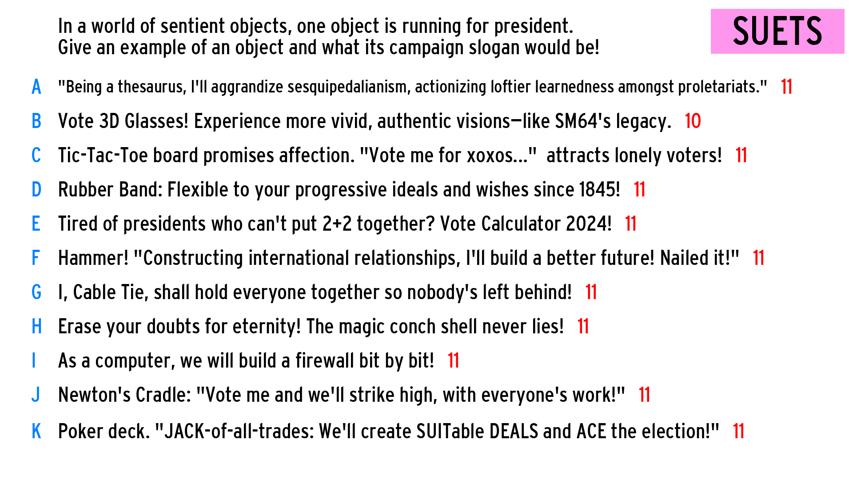 In a world of sentient objects, one object is running for president.
Give an example of an object and what its campaign slogan would be!
SUETS
A "Being a thesaurus, I'll aggrandize sesquipedalianism, actionizing loftier learnedness amongst proletariats." 11
B Vote 3D Glasses! Experience more vivid, authentic visions—like SM64's legacy. 10
C Tic-Tac-Toe board promises affection. "Vote me for xoxos..." attracts lonely voters! 11
D Rubber Band: Flexible to your progressive ideals and wishes since 1845! 11
E Tired of presidents who can't put 2+2 together? Vote Calculator 2024! 11
F Hammer! "Constructing international relationships, I'll build a better future! Nailed it!" 11
G I, Cable Tie, shall hold everyone together so nobody's left behind! 11
H Erase your doubts for eternity! The magic conch shell never lies! 11
I As a computer, we will build a firewall bit by bit! 11
J Newton's Cradle: "Vote me and we'll strike high, with everyone's work!" 11
K Poker deck. "JACK-of-all-trades: We'll create SUITable DEALS and ACE the election!" 11